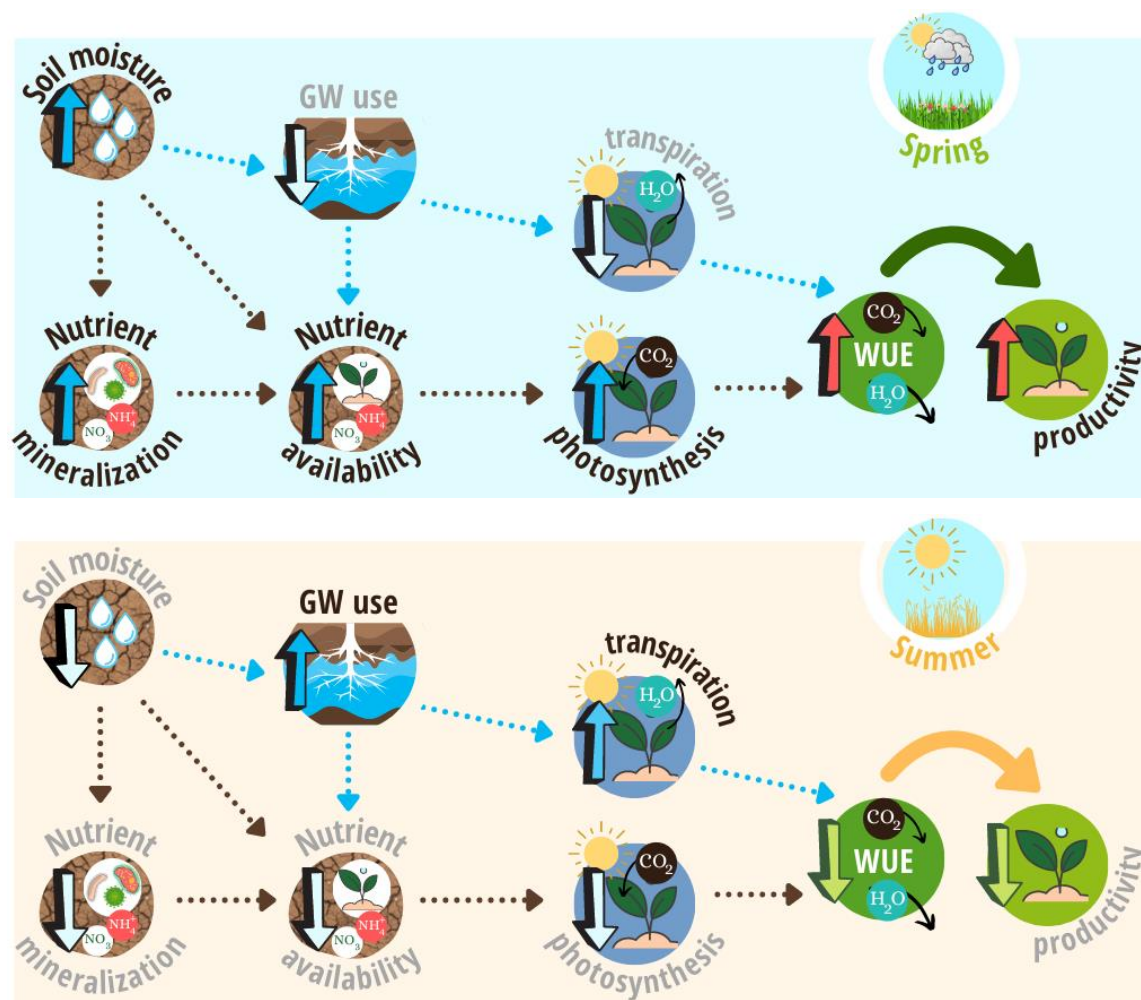 Soil moisture
GW use
transpiration
H₂O
Spring
Nutrient
mineralization
NO₃
NH₄⁺
Nutrient
availability
NO₃
NH₄⁺
CO₂
photosynthesis
CO₂
WUE
H₂O
productivity
Soil moisture
GW use
transpiration
H₂O
Summer
Nutrient
mineralization
NO₃
NH₄⁺
Nutrient
availability
NO₃
NH₄⁺
CO₂
photosynthesis
CO₂
WUE
H₂O
productivity